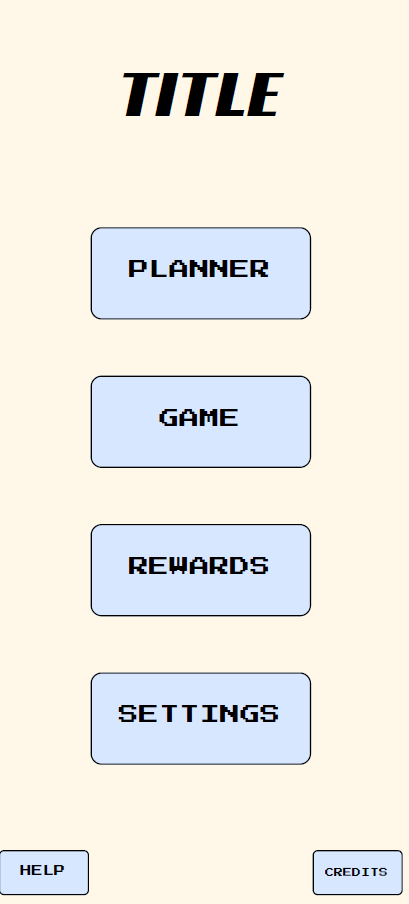 TITLE
PLANNER
GAME
REWARDS
SETTINGS
HELP
CREDITS